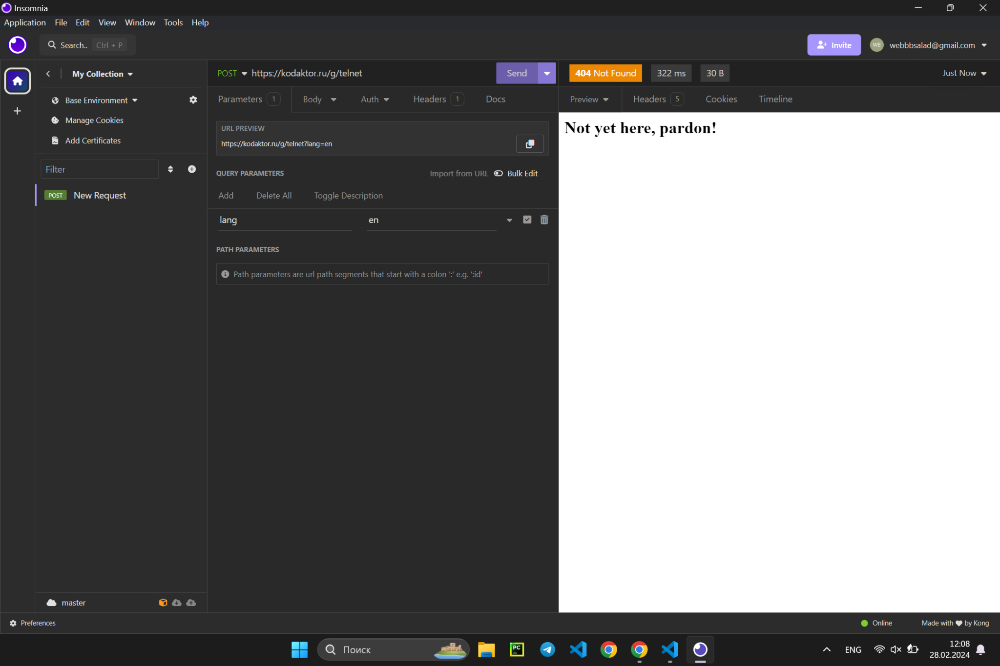 Insomnia
Application File Edit View Window Tools Help
Search.. Ctrl + P
Invite
WE webbbsalad@gmail.com
My Collection
Base Environment
Manage Cookies
Add Certificates
Filter
POST New Request
master
POST https://kodaktor.ru/g/telnet
Send
Parameters 1 Body Auth Headers 1 Docs
URL PREVIEW
https://kodaktor.ru/g/telnet?lang=en
QUERY PARAMETERS Import from URL Bulk Edit
Add Delete All Toggle Description
lang en
PATH PARAMETERS
Path parameters are url path segments that start with a colon ':' e.g. ':id'
404 Not Found 322 ms 30 B Just Now
Preview Headers 5 Cookies Timeline
Not yet here, pardon!
Preferences Online Made with by Kong
Поиск
PC
ENG
12:08
28.02.2024